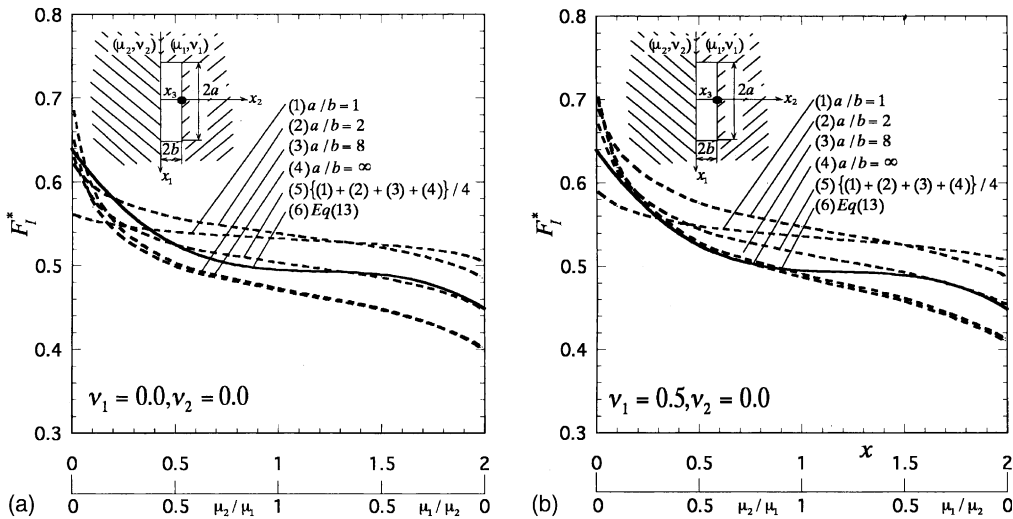 0.8
0.7
0.6
0.5
0.4
0.3
F*I
(μ2,ν2)
(μ1,ν1)
x3
2a
x2
2b
x1
(1) a/b=1
(2) a/b=2
(3) a/b=8
(4) a/b=∞
(5) {(1)+(2)+(3)+(4)}/4
(6) Eq(13)
ν1 = 0.0, ν2 = 0.0
0 0.5 1 1.5 2
(a)
0 0.5 μ2/μ1 1 0.5 μ1/μ2 0
0.8
0.7
0.6
0.5
0.4
0.3
F*I
(μ2,ν2)
(μ1,ν1)
x3
2a
x2
2b
x1
(1) a/b=1
(2) a/b=2
(3) a/b=8
(4) a/b=∞
(5) {(1)+(2)+(3)+(4)}/4
(6) Eq(13)
ν1 = 0.5, ν2 = 0.0
0 0.5 1 x 1.5 2
(b)
0 0.5 μ2/μ1 1 0.5 μ1/μ2 0